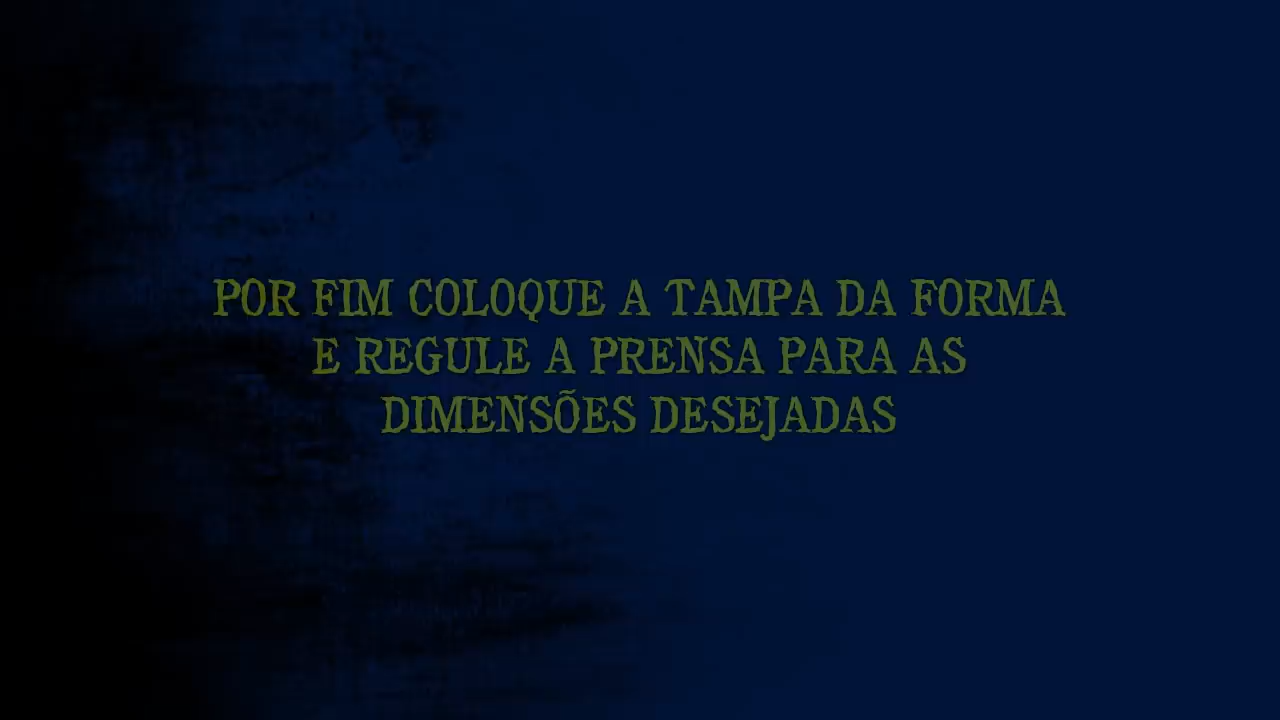 POR FIM COLOQUE A TAMPA DA FORMA
E REGULE A PRENSA PARA AS
DIMENSÕES DESEJADAS